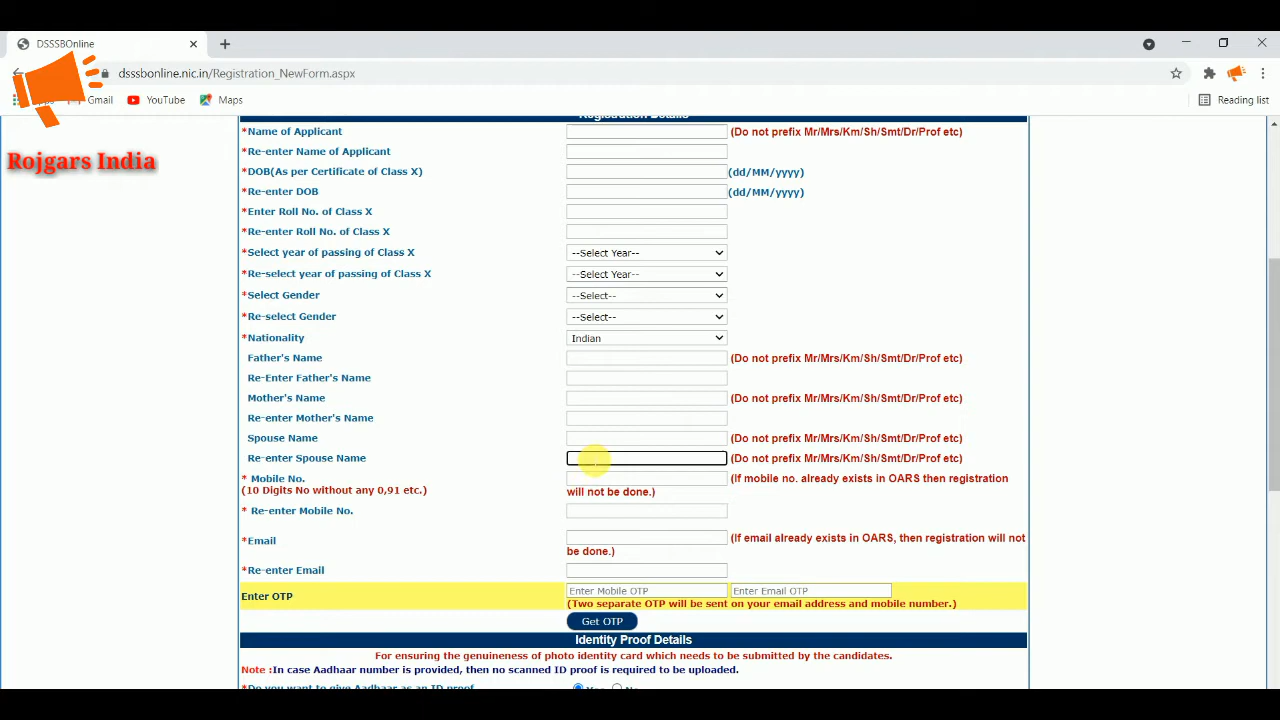 DSSSBOnline
dsssbonline.nic.in/Registration_NewForm.aspx
Gmail YouTube Maps Reading list
Rojgars India
*Name of Applicant (Do not prefix Mr/Mrs/Km/Sh/Smt/Dr/Prof etc)
*Re-enter Name of Applicant
*DOB(As per Certificate of Class X) (dd/MM/yyyy)
*Re-enter DOB (dd/MM/yyyy)
*Enter Roll No. of Class X
*Re-enter Roll No. of Class X
*Select year of passing of Class X --Select Year--
*Re-select year of passing of Class X --Select Year--
*Select Gender --Select--
*Re-select Gender --Select--
*Nationality Indian
Father's Name (Do not prefix Mr/Mrs/Km/Sh/Smt/Dr/Prof etc)
Re-Enter Father's Name
Mother's Name (Do not prefix Mr/Mrs/Km/Sh/Smt/Dr/Prof etc)
Re-enter Mother's Name
Spouse Name (Do not prefix Mr/Mrs/Km/Sh/Smt/Dr/Prof etc)
Re-enter Spouse Name (Do not prefix Mr/Mrs/Km/Sh/Smt/Dr/Prof etc)
* Mobile No. (If mobile no. already exists in OARS then registration
(10 Digits No without any 0,91 etc.) will not be done.)
* Re-enter Mobile No.
*Email (If email already exists in OARS, then registration will not
be done.)
*Re-enter Email
Enter OTP Enter Mobile OTP Enter Email OTP
(Two separate OTP will be sent on your email address and mobile number.)
Get OTP
Identity Proof Details
For ensuring the genuineness of photo identity card which needs to be submitted by the candidates.
Note :In case Aadhaar number is provided, then no scanned ID proof is required to be uploaded.
*Do you want to give Aadhaar as an ID proof Yes No